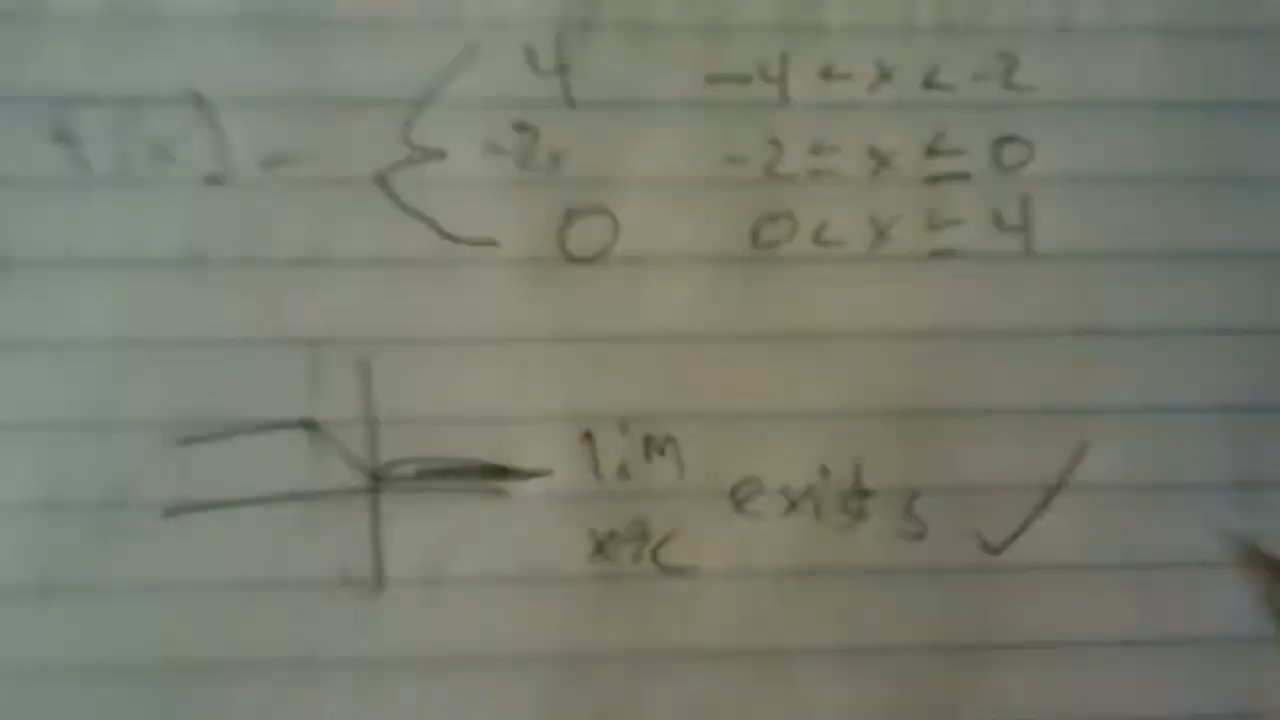 4 -4 < x < -2
-2x -2 ≤ x ≤ 0
0 0 < x ≤ 4
lim exists ✓
x→c